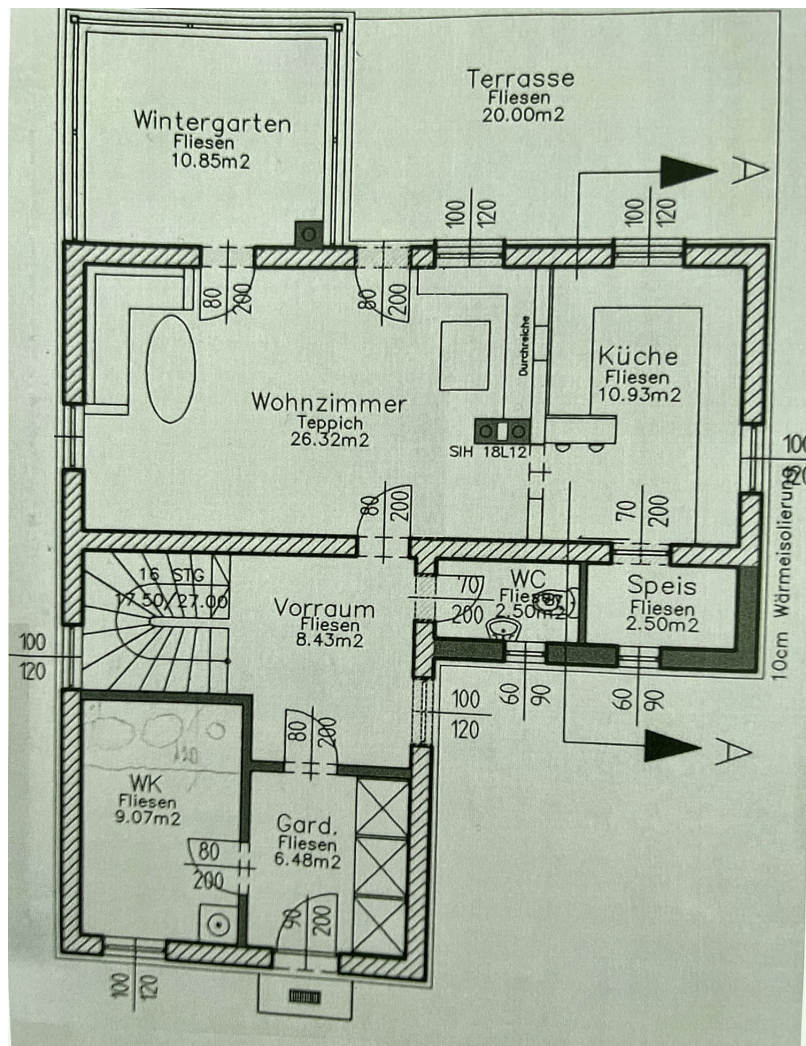 Terrasse
Fliesen
20.00m2
Wintergarten
Fliesen
10.85m2
A
100
120
100
120
80
200
80
200
Durchreiche
Küche
Fliesen
10.93m2
Wohnzimmer
Teppich
26.32m2
SIH 18L12
100
120
10cm Wärmeisolierung
80
200
70
200
16 STG
17.50/27.00
Vorraum
Fliesen
8.43m2
70
200
WC
Fliesen
2.50m2
Speis
Fliesen
2.50m2
100
120
60
90
60
90
100
120
A
80
200
120
WK
Fliesen
9.07m2
Gard.
Fliesen
6.48m2
80
200
90
200
100
120